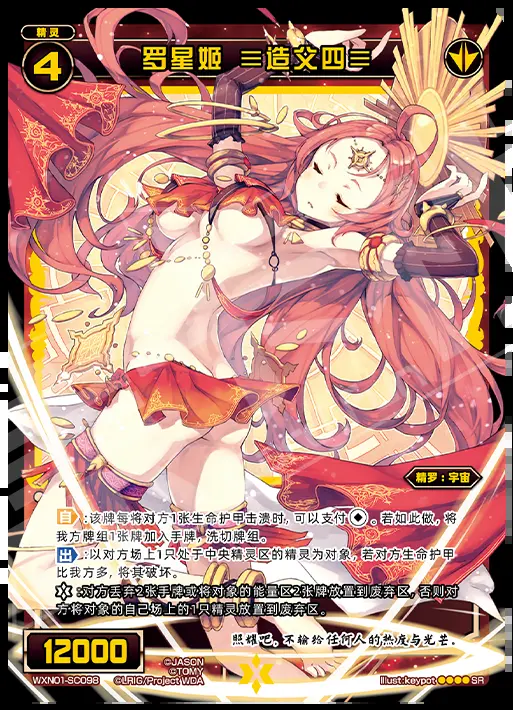 精灵
4
罗星姬 ≡造父四≡
精罗:宇宙
自:该牌每将对方1张生命护甲击溃时,可以支付◆。若如此做,将
我方牌组1张牌加入手牌,洗切牌组。
出:以对方场上1只处于中央精灵区的精灵为对象,若对方生命护甲
比我方多,将其破坏。
:对方丢弃2张手牌或将对象的能量区2张牌放置到废弃区,否则对
方将对象的自己场上的1只精灵放置到废弃区。
照耀吧,不输给任何人的热度与光芒。
12000
©JASON
©TOMY
WXN01-SC098 ©LRIG/Project WDA
Illust:keypot SR